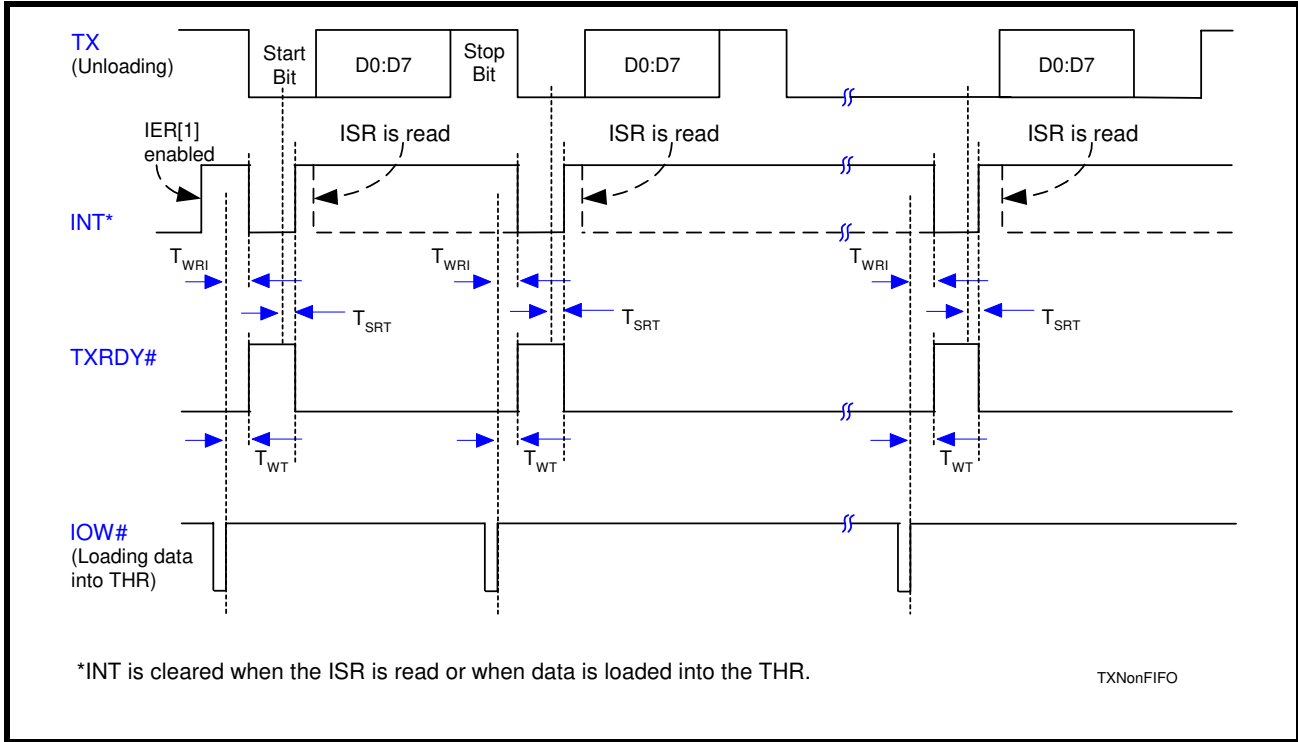 TX
(Unloading)
Start
Bit
D0:D7
Stop
Bit
D0:D7
D0:D7
IER[1]
enabled
ISR is read
ISR is read
ISR is read
INT*
TWRI
TWRI
TWRI
TSRT
TSRT
TSRT
TXRDY#
TWT
TWT
TWT
IOW#
(Loading data
into THR)
*INT is cleared when the ISR is read or when data is loaded into the THR.
TXNonFIFO